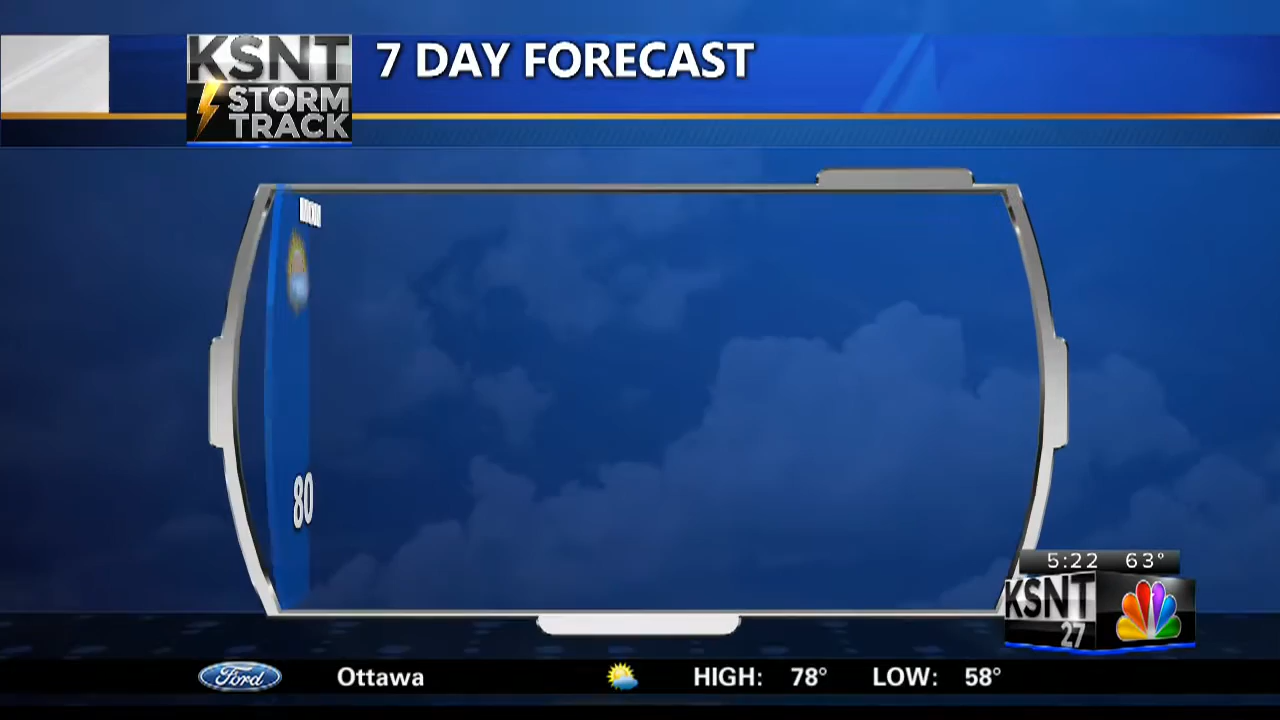 KSNT
STORM
TRACK
7 DAY FORECAST
80
5:22 63°
KSNT
27
Ford Ottawa HIGH: 78° LOW: 58°